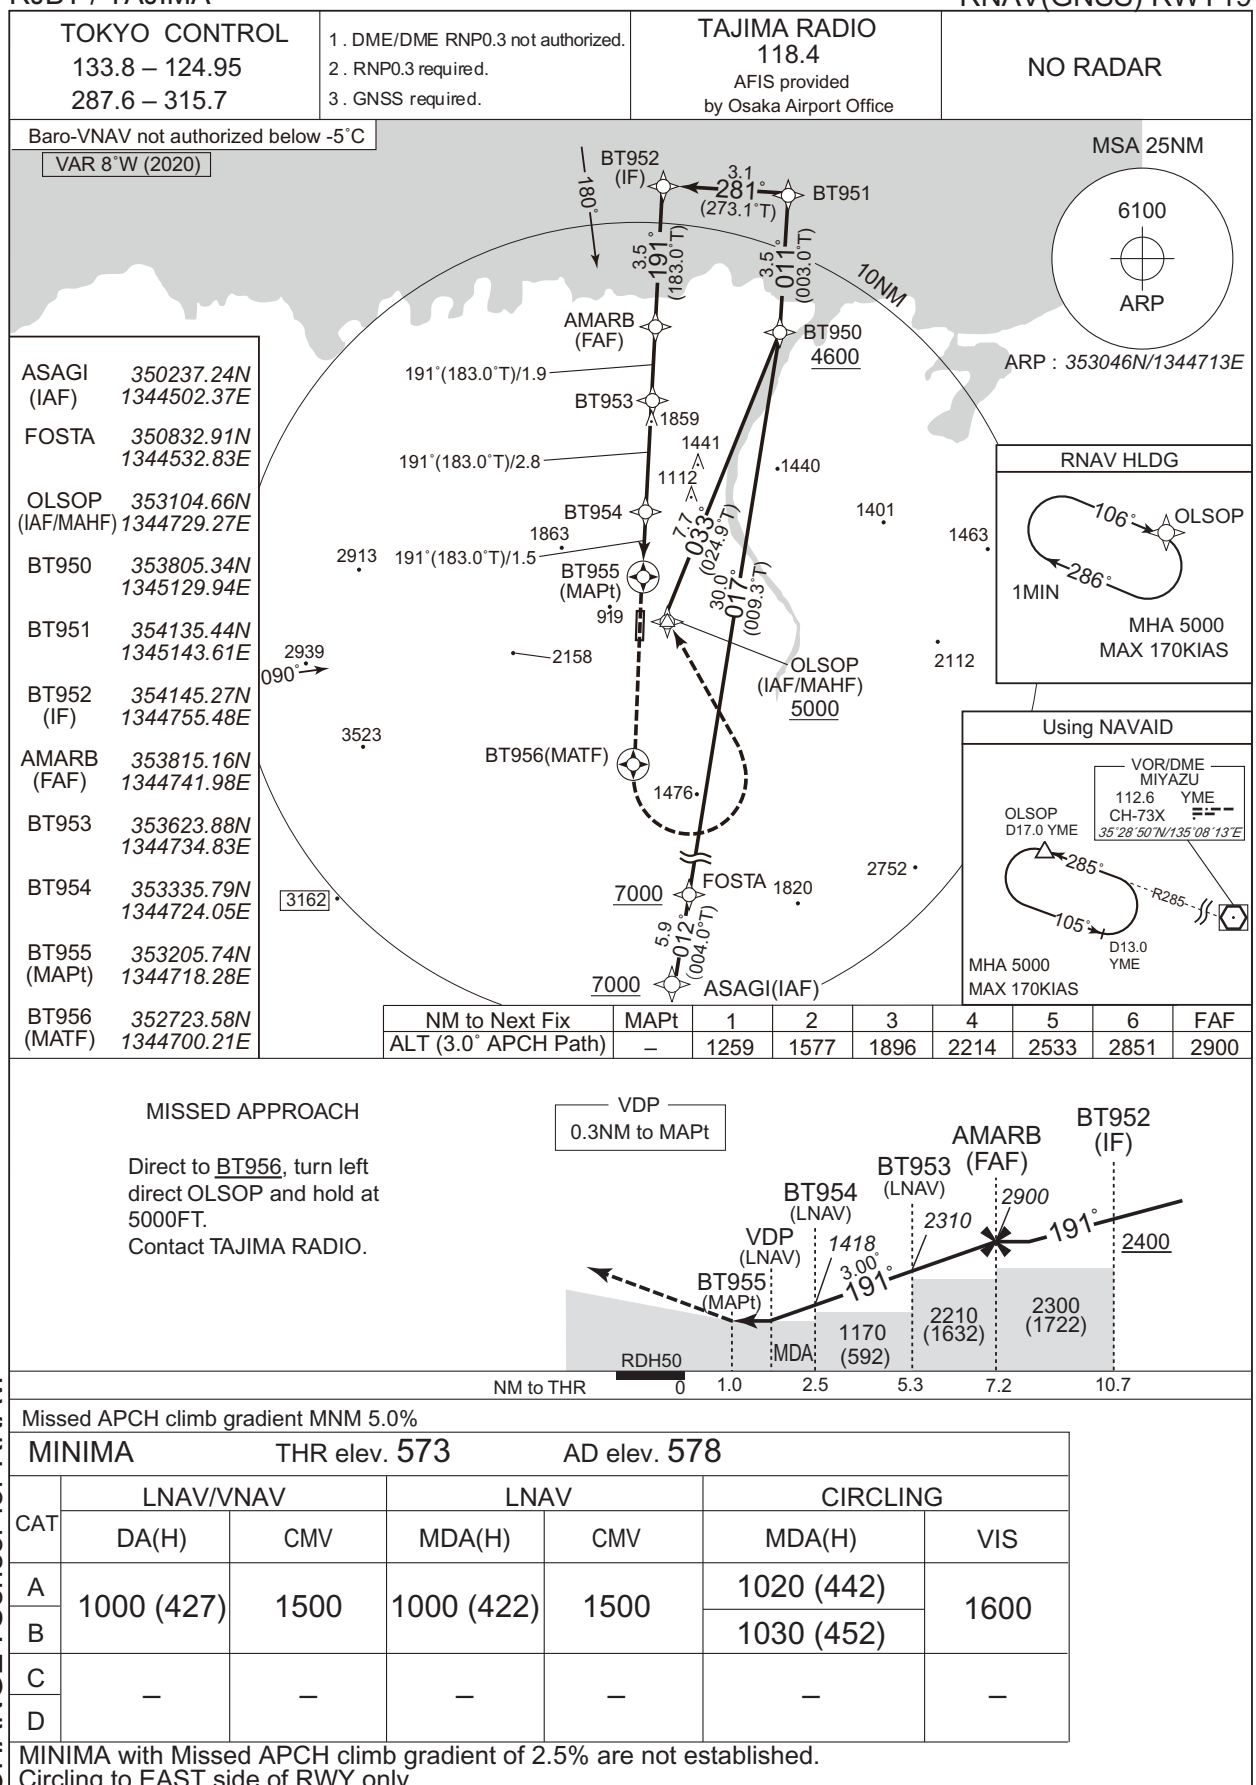 RJBT / TAJIMA
RNAV(GNSS) RWY19
TOKYO CONTROL
133.8 – 124.95
287.6 – 315.7
1 . DME/DME RNP0.3 not authorized.
2 . RNP0.3 required.
3 . GNSS required.
TAJIMA RADIO
118.4
AFIS provided
by Osaka Airport Office
NO RADAR
Baro-VNAV not authorized below -5˚C
VAR 8˚W (2020)
MSA 25NM
6100
ARP
ARP : 353046N/1344713E
180˚
BT952
(IF)
3.1
281˚
(273.1˚T)
BT951
3.5
191˚
(183.0˚T)
3.5
011˚
(003.0˚T)
10NM
AMARB
(FAF)
BT950
4600
191˚(183.0˚T)/1.9
BT953
1859
1441
191˚(183.0˚T)/2.8
1112
1440
BT954
1863
1401
1463
2913
191˚(183.0˚T)/1.5
7.7
033˚
(024.9˚T)
30.0
017˚
(009.3˚T)
BT955
(MAPt)
919
2939
090˚
2158
OLSOP
(IAF/MAHF)
5000
2112
3523
BT956(MATF)
1476
2752
FOSTA
7000
1820
3162
5.9
012˚
(004.0˚T)
7000
ASAGI(IAF)
ASAGI 350237.24N
(IAF) 1344502.37E
FOSTA 350832.91N
1344532.83E
OLSOP 353104.66N
(IAF/MAHF) 1344729.27E
BT950 353805.34N
1345129.94E
BT951 354135.44N
1345143.61E
BT952 354145.27N
(IF) 1344755.48E
AMARB 353815.16N
(FAF) 1344741.98E
BT953 353623.88N
1344734.83E
BT954 353335.79N
1344724.05E
BT955 353205.74N
(MAPt) 1344718.28E
BT956 352723.58N
(MATF) 1344700.21E
RNAV HLDG
106˚
OLSOP
286˚
1MIN
MHA 5000
MAX 170KIAS
Using NAVAID
VOR/DME
MIYAZU
112.6 YME
CH-73X
35˚28´50˝N/135˚08´13˝E
OLSOP
D17.0 YME
285˚
R285
105˚
D13.0
YME
MHA 5000
MAX 170KIAS
NM to Next Fix MAPt 1 2 3 4 5 6 FAF
ALT (3.0˚ APCH Path) – 1259 1577 1896 2214 2533 2851 2900
MISSED APPROACH
Direct to BT956, turn left
direct OLSOP and hold at
5000FT.
Contact TAJIMA RADIO.
VDP
0.3NM to MAPt
BT952
(IF)
AMARB
(FAF)
BT953
(LNAV)
BT954
(LNAV)
VDP
(LNAV)
BT955
(MAPt)
2900
2310
1418
3.00˚
191˚
191˚
2400
2300
(1722)
2210
(1632)
1170
(592)
MDA
RDH50
NM to THR 0 1.0 2.5 5.3 7.2 10.7
Missed APCH climb gradient MNM 5.0%
MINIMA THR elev. 573 AD elev. 578
CAT LNAV/VNAV LNAV CIRCLING
DA(H) CMV MDA(H) CMV MDA(H) VIS
A 1000 (427) 1500 1000 (422) 1500 1020 (442) 1600
B 1030 (452)
C – – – – – –
D
MINIMA with Missed APCH climb gradient of 2.5% are not established.
Circling to EAST side of RWY only